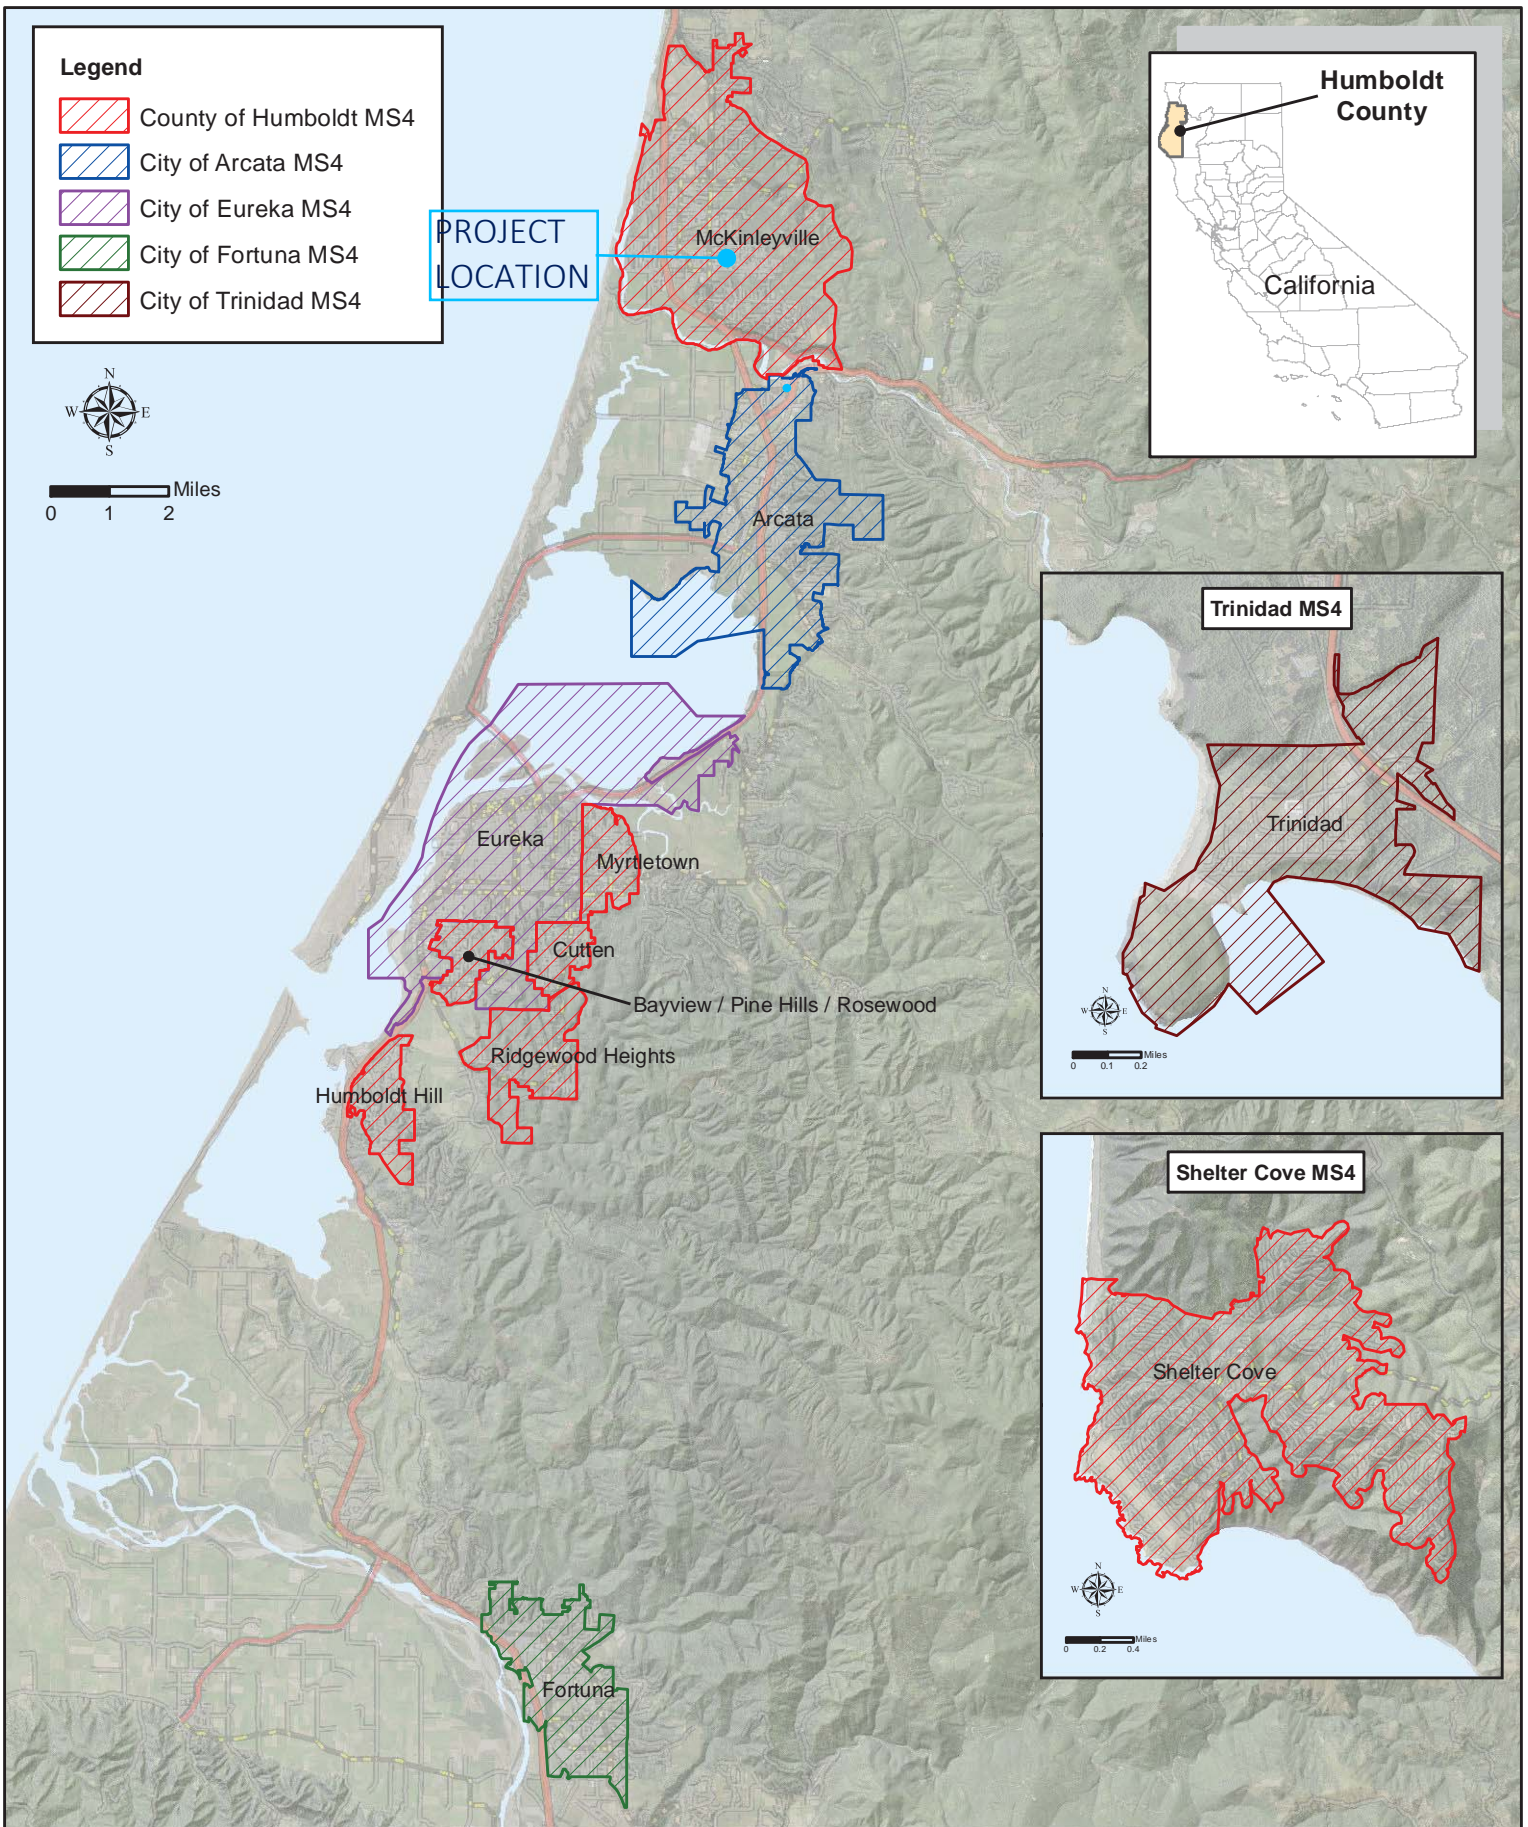 Legend
County of Humboldt MS4
City of Arcata MS4
City of Eureka MS4
City of Fortuna MS4
City of Trinidad MS4
PROJECT
LOCATION
N
W E
S
Miles
0 1 2
McKinleyville
Arcata
Eureka
Myrtletown
Cutten
Bayview / Pine Hills / Rosewood
Ridgewood Heights
Humboldt Hill
Fortuna
Humboldt
County
California
Trinidad MS4
Trinidad
N
W E
S
Miles
0 0.1 0.2
Shelter Cove MS4
Shelter Cove
N
W E
S
Miles
0 0.2 0.4